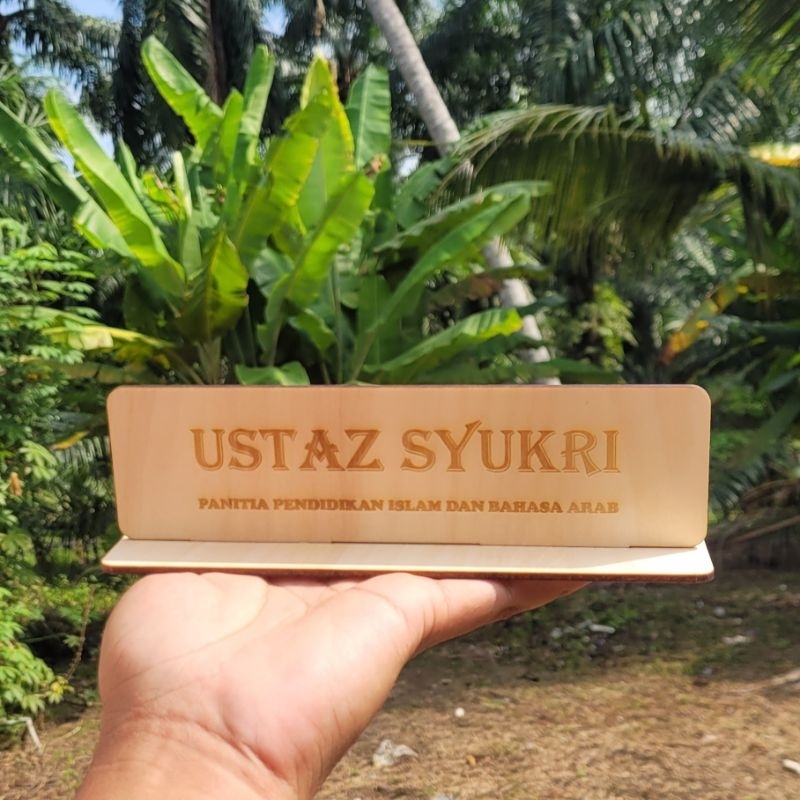 USTAZ SYUKRI
PANITIA PENDIDIKAN ISLAM DAN BAHASA ARAB